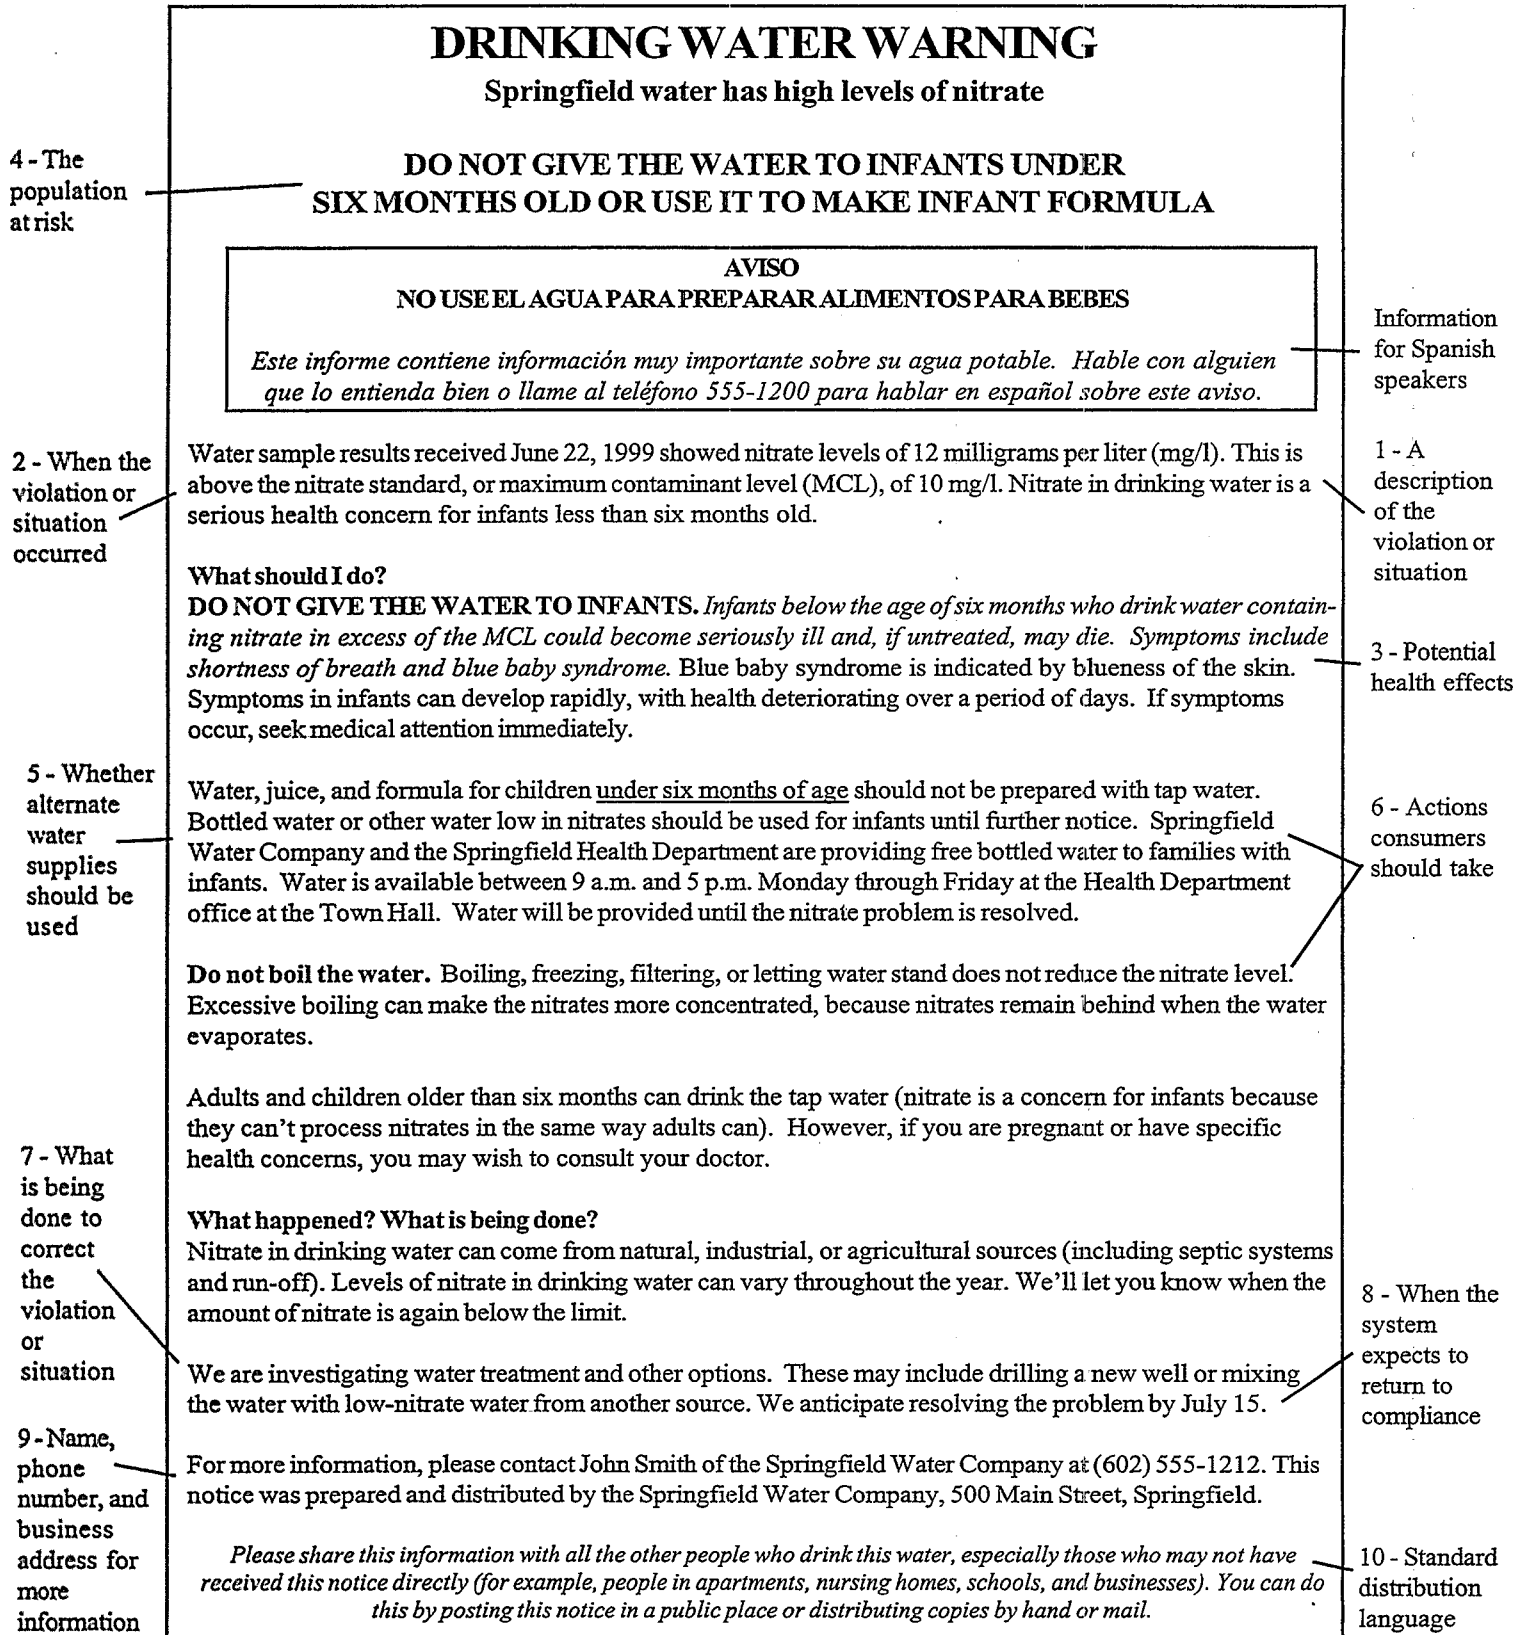 DRINKING WATER WARNING
Springfield water has high levels of nitrate
4 - The
population
at risk
DO NOT GIVE THE WATER TO INFANTS UNDER
SIX MONTHS OLD OR USE IT TO MAKE INFANT FORMULA
AVISO
NO USE EL AGUA PARA PREPARAR ALIMENTOS PARA BEBES
Este informe contiene información muy importante sobre su agua potable. Hable con alguien
que lo entienda bien o llame al teléfono 555-1200 para hablar en español sobre este aviso.
Information
for Spanish
speakers
2 - When the
violation or
situation
occurred
Water sample results received June 22, 1999 showed nitrate levels of 12 milligrams per liter (mg/l). This is
above the nitrate standard, or maximum contaminant level (MCL), of 10 mg/l. Nitrate in drinking water is a
serious health concern for infants less than six months old.
1 - A
description
of the
violation or
situation
What should I do?
DO NOT GIVE THE WATER TO INFANTS. Infants below the age of six months who drink water contain-
ing nitrate in excess of the MCL could become seriously ill and, if untreated, may die. Symptoms include
shortness of breath and blue baby syndrome. Blue baby syndrome is indicated by blueness of the skin.
Symptoms in infants can develop rapidly, with health deteriorating over a period of days. If symptoms
occur, seek medical attention immediately.
3 - Potential
health effects
5 - Whether
alternate
water
supplies
should be
used
Water, juice, and formula for children under six months of age should not be prepared with tap water.
Bottled water or other water low in nitrates should be used for infants until further notice. Springfield
Water Company and the Springfield Health Department are providing free bottled water to families with
infants. Water is available between 9 a.m. and 5 p.m. Monday through Friday at the Health Department
office at the Town Hall. Water will be provided until the nitrate problem is resolved.
6 - Actions
consumers
should take
Do not boil the water. Boiling, freezing, filtering, or letting water stand does not reduce the nitrate level.
Excessive boiling can make the nitrates more concentrated, because nitrates remain behind when the water
evaporates.
Adults and children older than six months can drink the tap water (nitrate is a concern for infants because
they can't process nitrates in the same way adults can). However, if you are pregnant or have specific
health concerns, you may wish to consult your doctor.
7 - What
is being
done to
correct
the
violation
or
situation
What happened? What is being done?
Nitrate in drinking water can come from natural, industrial, or agricultural sources (including septic systems
and run-off). Levels of nitrate in drinking water can vary throughout the year. We'll let you know when the
amount of nitrate is again below the limit.
We are investigating water treatment and other options. These may include drilling a new well or mixing
the water with low-nitrate water from another source. We anticipate resolving the problem by July 15.
8 - When the
system
expects to
return to
compliance
9 - Name,
phone
number, and
business
address for
more
information
For more information, please contact John Smith of the Springfield Water Company at (602) 555-1212. This
notice was prepared and distributed by the Springfield Water Company, 500 Main Street, Springfield.
Please share this information with all the other people who drink this water, especially those who may not have
received this notice directly (for example, people in apartments, nursing homes, schools, and businesses). You can do
this by posting this notice in a public place or distributing copies by hand or mail.
10 - Standard
distribution
language